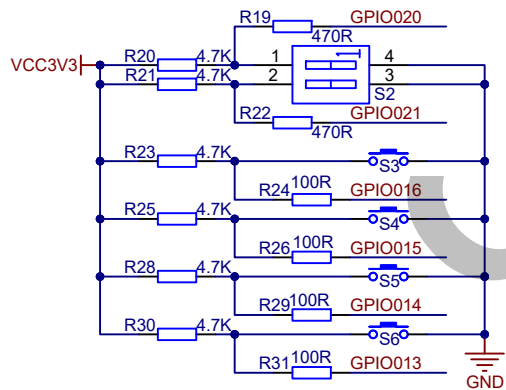 R19 GPIO020
R20 4.7K 470R
VCC3V3 1 1 4
R21 4.7K 2 3
S2
R22 GPIO021
470R
R23 4.7K
S3
R24 100R GPIO016
R25 4.7K S4
R26 100R GPIO015
R28 4.7K S5
R29 100R GPIO014
R30 4.7K S6
R31 100R GPIO013
GND